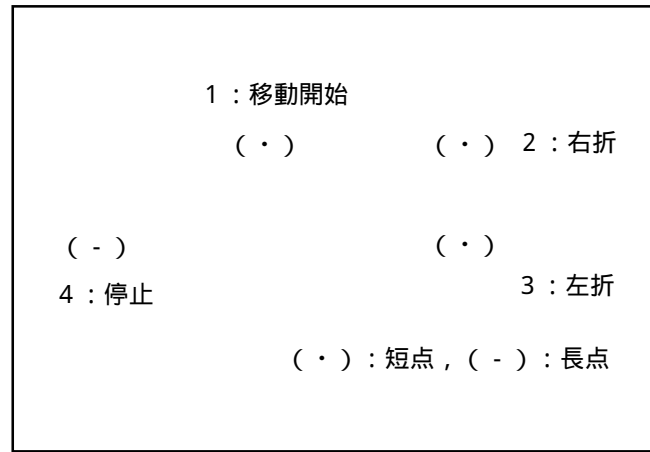 1：移動開始
(・) (・) 2：右折
(-) (・)
4：停止 3：左折
(・)：短点, (-)：長点